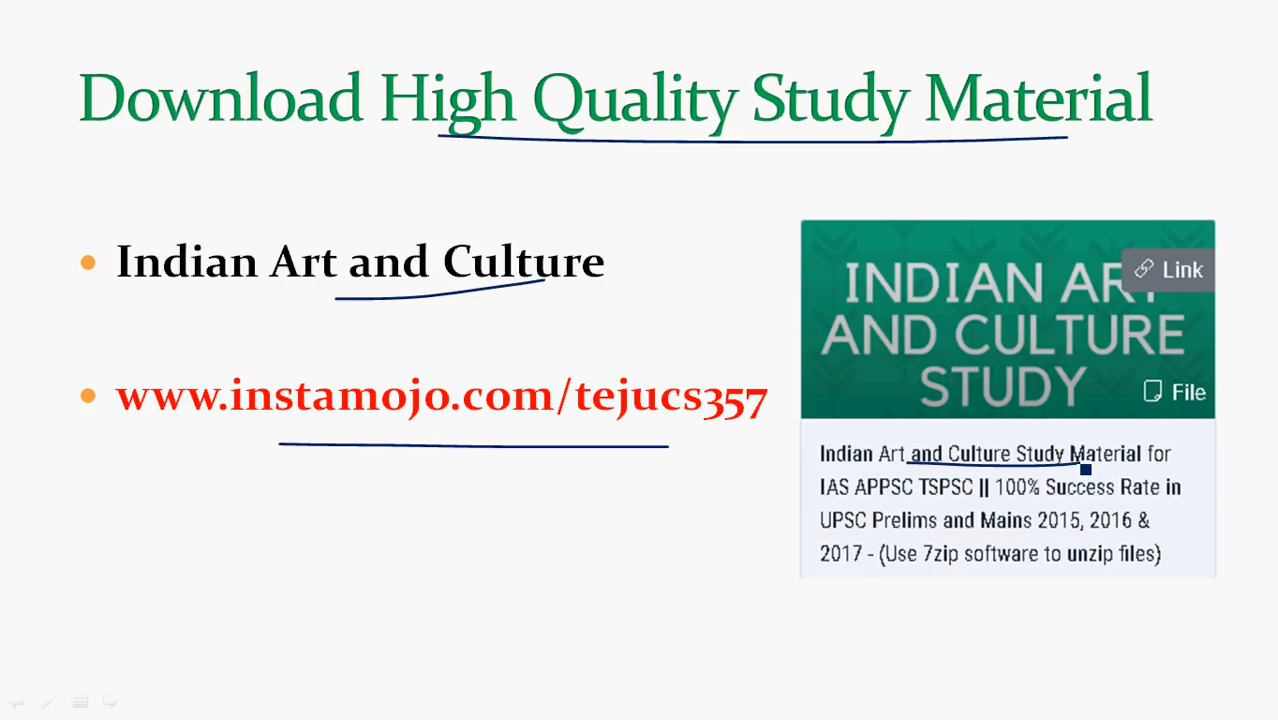 Download High Quality Study Material
Indian Art and Culture
www.instamojo.com/tejucs357
INDIAN ART
Link
AND CULTURE
STUDY
File
Indian Art and Culture Study Material for
IAS APPSC TSPSC || 100% Success Rate in
UPSC Prelims and Mains 2015, 2016 &
2017 - (Use 7zip software to unzip files)